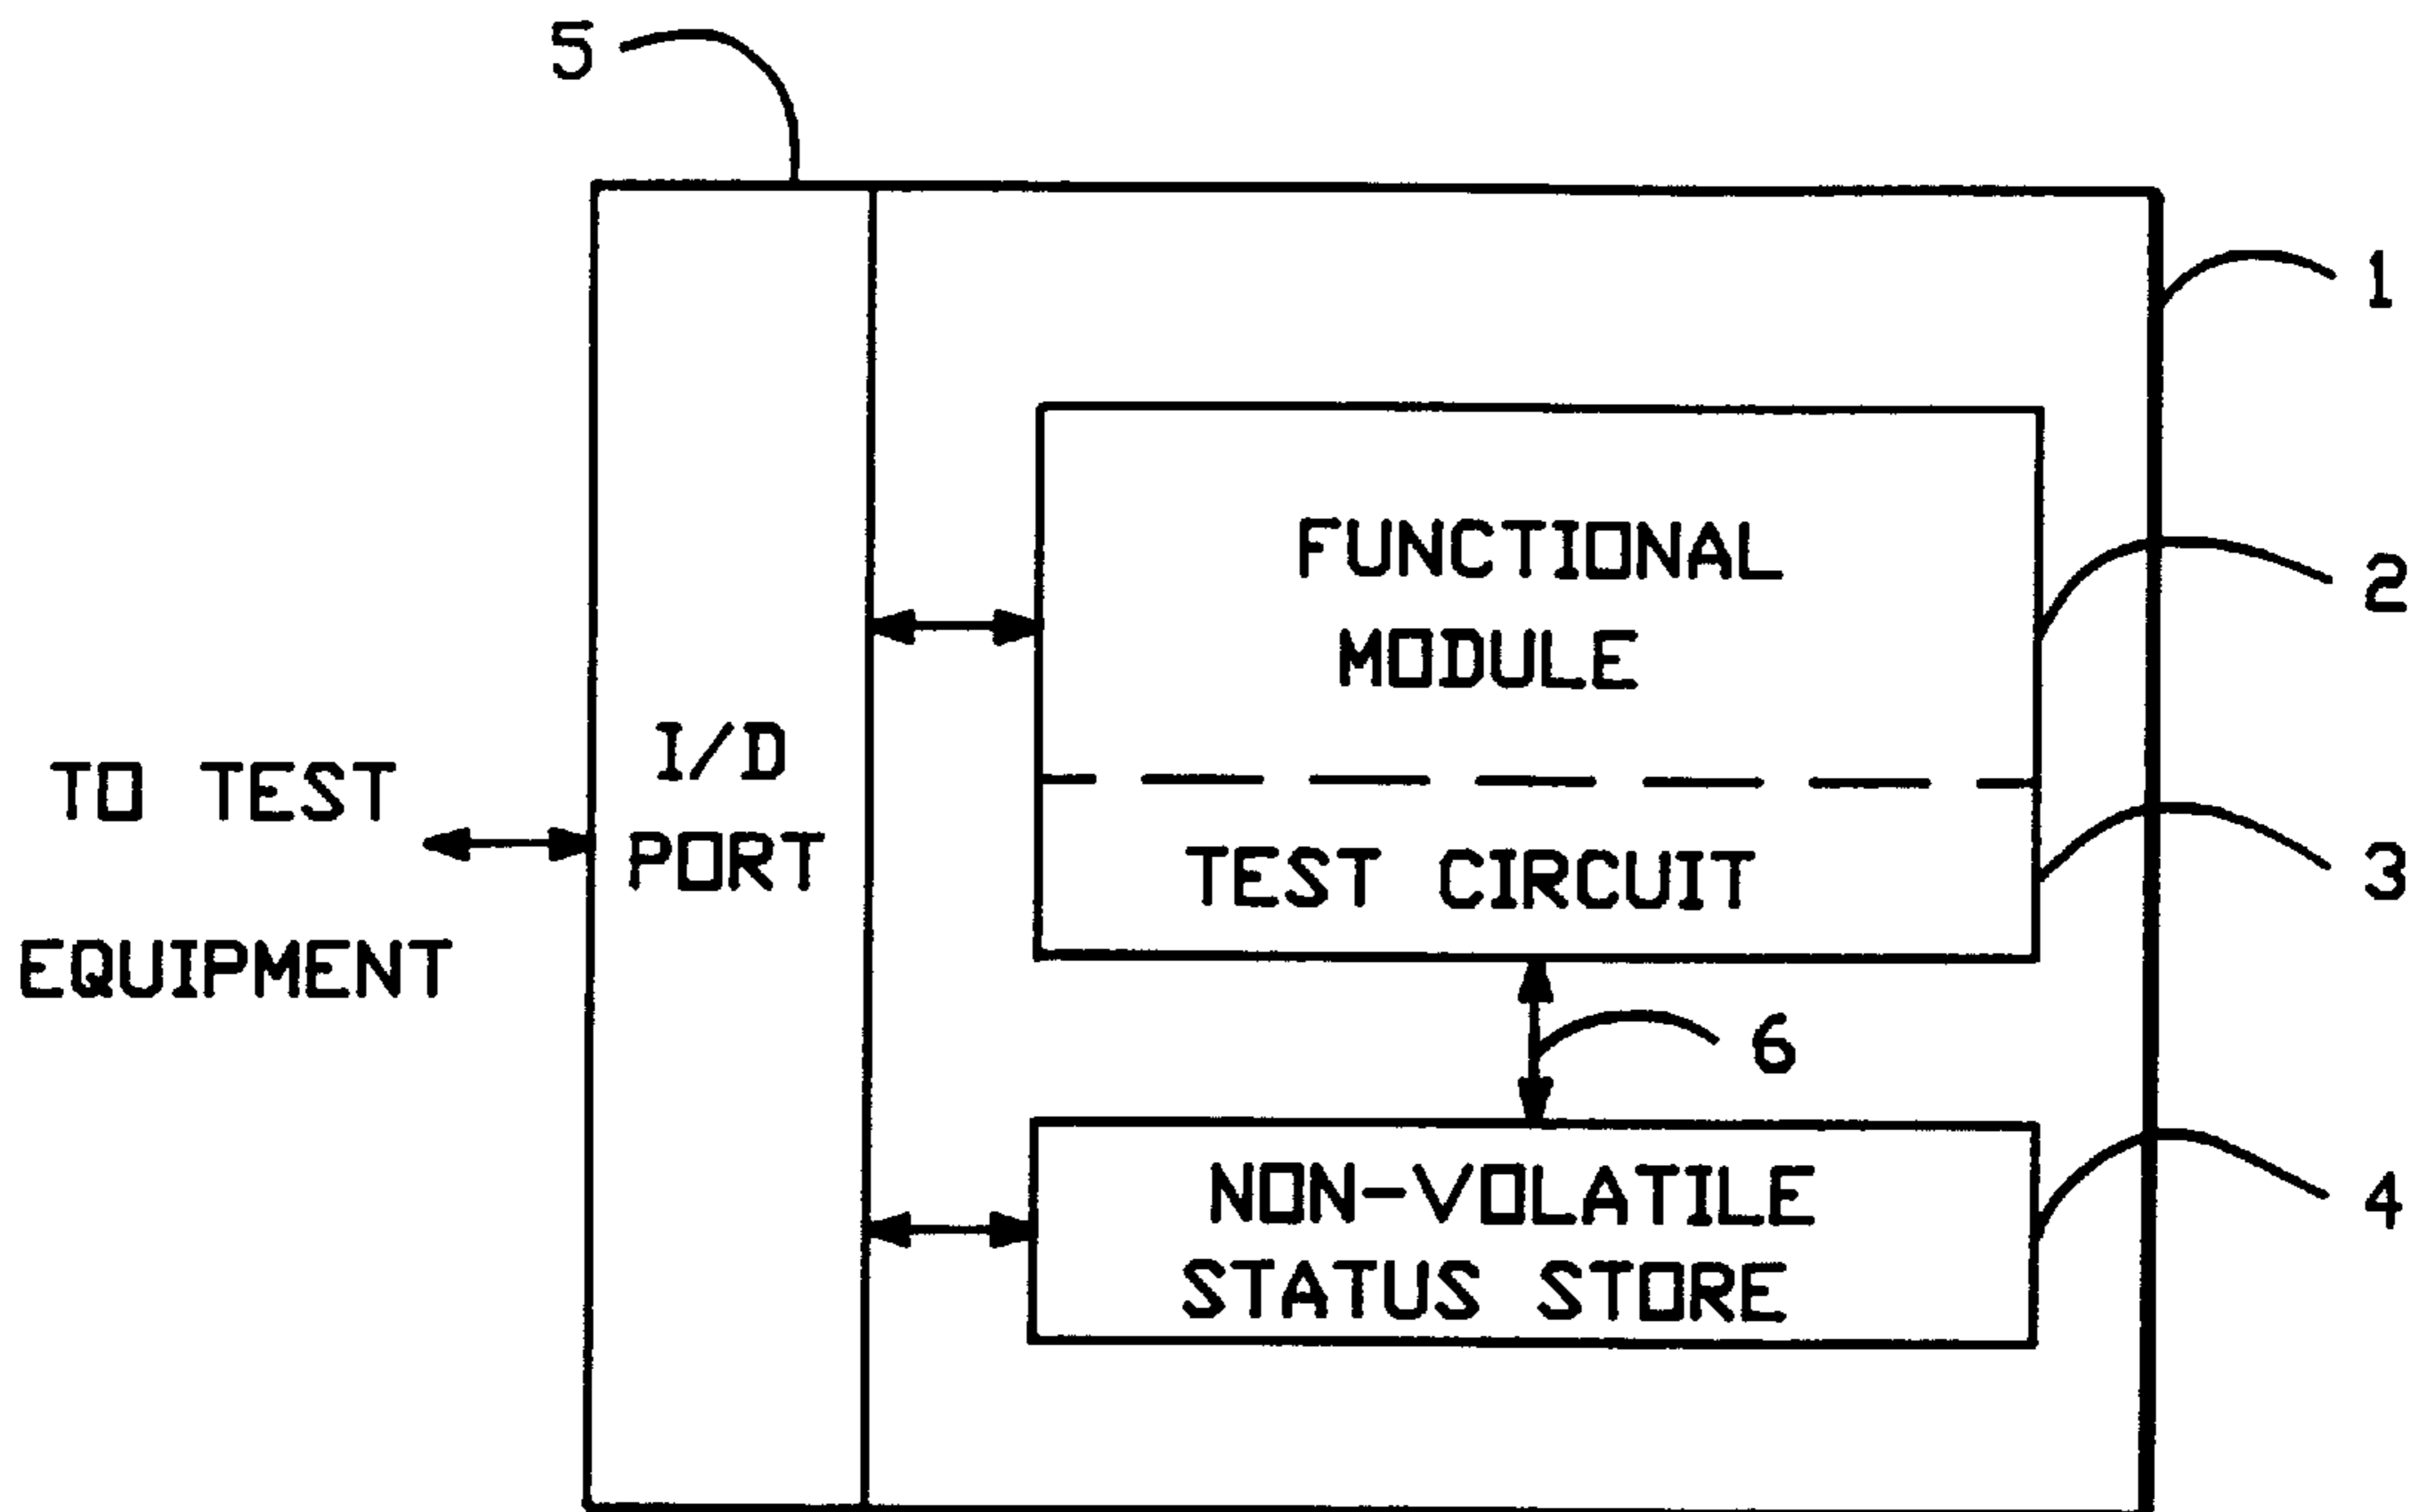 5
1
FUNCTIONAL
MODULE
2
I/O
PORT
TO TEST
EQUIPMENT
TEST CIRCUIT
3
6
NON-VOLATILE
STATUS STORE
4